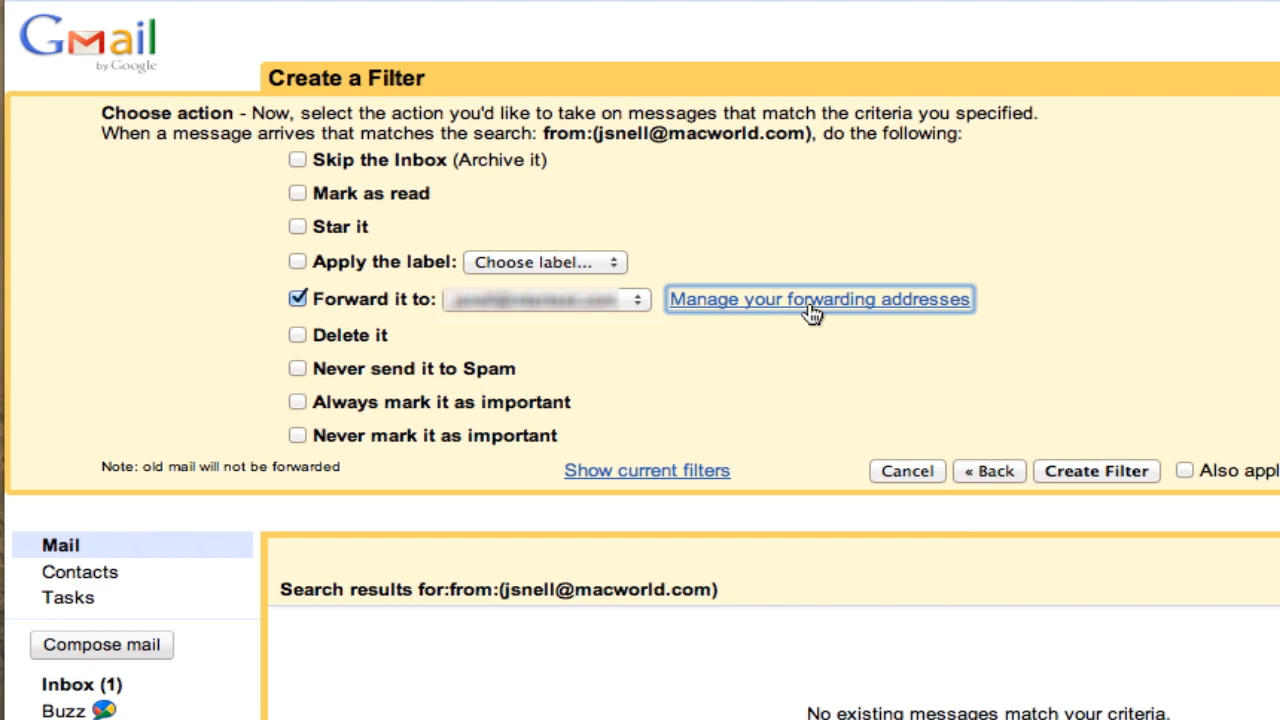 Gmail
by Google
Create a Filter
Choose action - Now, select the action you'd like to take on messages that match the criteria you specified.
When a message arrives that matches the search: from:(jsnell@macworld.com), do the following:
Skip the Inbox (Archive it)
Mark as read
Star it
Apply the label: Choose label...
Forward it to: Manage your forwarding addresses
Delete it
Never send it to Spam
Always mark it as important
Never mark it as important
Note: old mail will not be forwarded Show current filters Cancel « Back Create Filter Also appl
Mail
Contacts
Tasks
Search results for:from:(jsnell@macworld.com)
Compose mail
Inbox (1)
Buzz
No existing messages match your criteria.